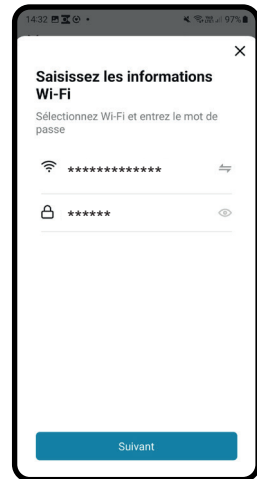 14:32
97%
Saisissez les informations
Wi-Fi
Sélectionnez Wi-Fi et entrez le mot de
passe
*************
******
Suivant